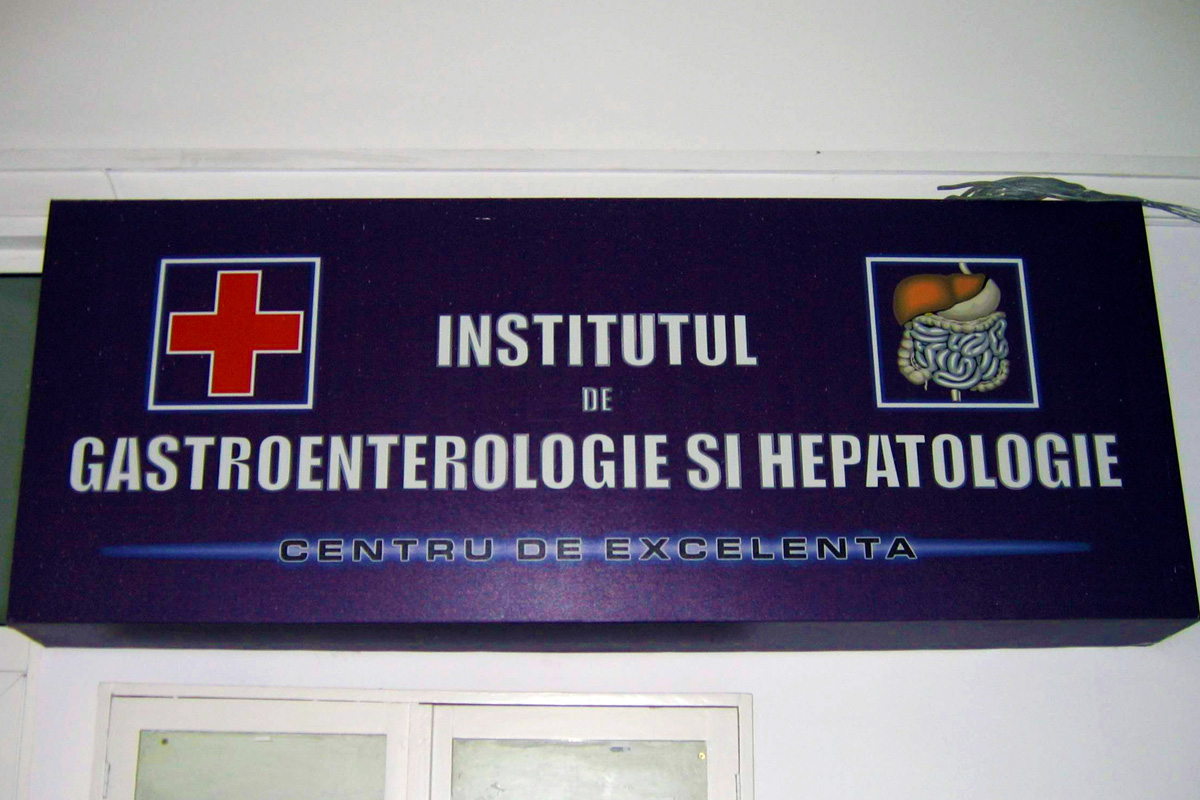 INSTITUTUL
DE
GASTROENTEROLOGIE SI HEPATOLOGIE
CENTRU DE EXCELENTA